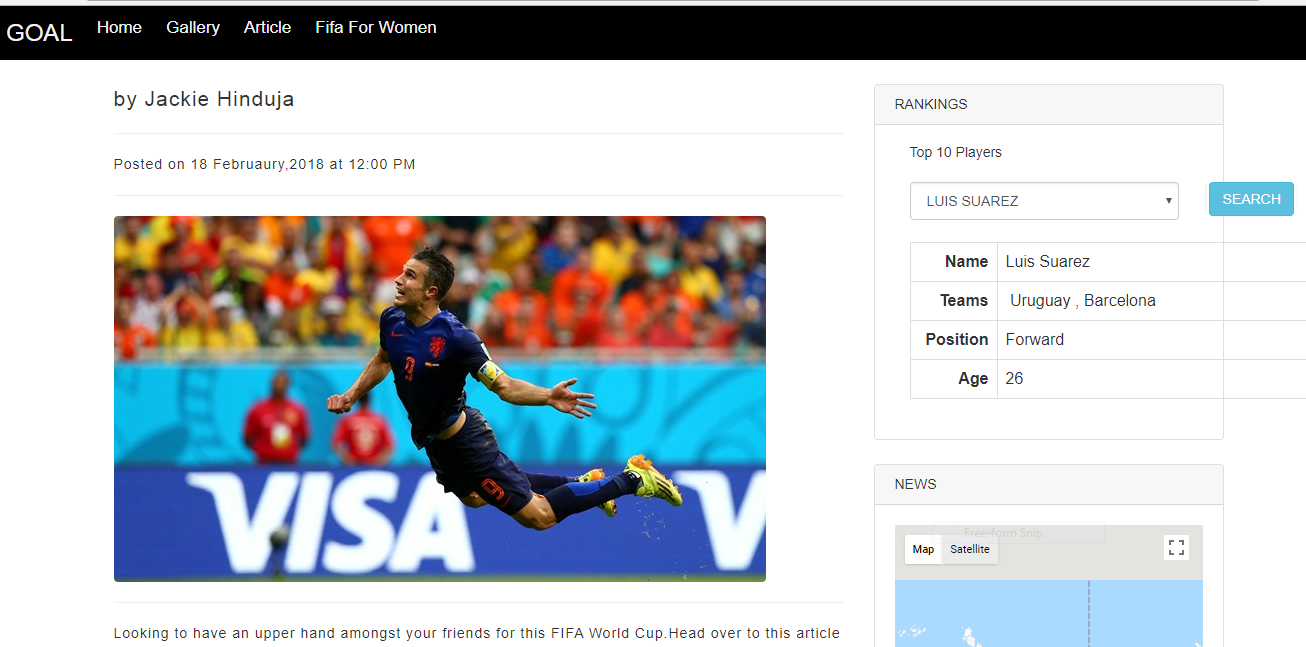 GOAL Home Gallery Article Fifa For Women
by Jackie Hinduja
Posted on 18 Februaury,2018 at 12:00 PM
9
9
VISA
V
Looking to have an upper hand amongst your friends for this FIFA World Cup.Head over to this article
RANKINGS
Top 10 Players
LUIS SUAREZ SEARCH
Name Luis Suarez
Teams Uruguay , Barcelona
Position Forward
Age 26
NEWS
Free-form Snip
Map Satellite